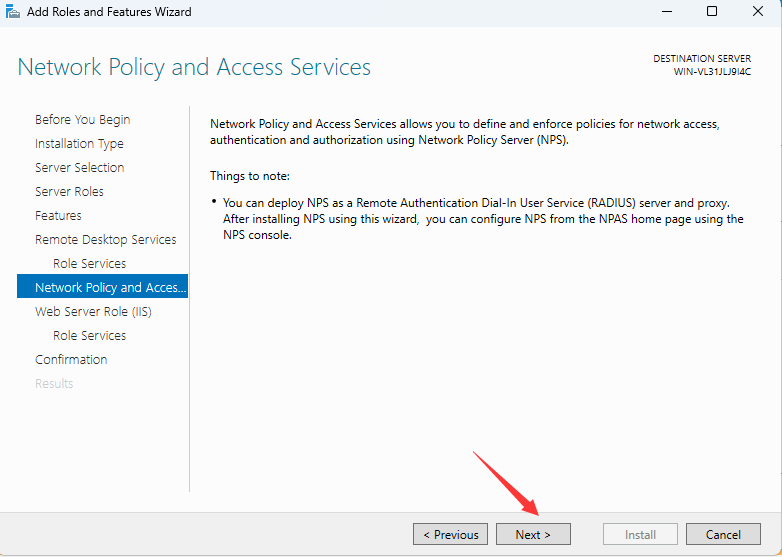 Add Roles and Features Wizard
Network Policy and Access Services
DESTINATION SERVER
WIN-VL31JLJ9I4C
Before You Begin
Installation Type
Server Selection
Server Roles
Features
Remote Desktop Services
Role Services
Network Policy and Acces...
Web Server Role (IIS)
Role Services
Confirmation
Results
Network Policy and Access Services allows you to define and enforce policies for network access,
authentication and authorization using Network Policy Server (NPS).
Things to note:
• You can deploy NPS as a Remote Authentication Dial-In User Service (RADIUS) server and proxy.
After installing NPS using this wizard, you can configure NPS from the NPAS home page using the
NPS console.
< Previous
Next >
Install
Cancel